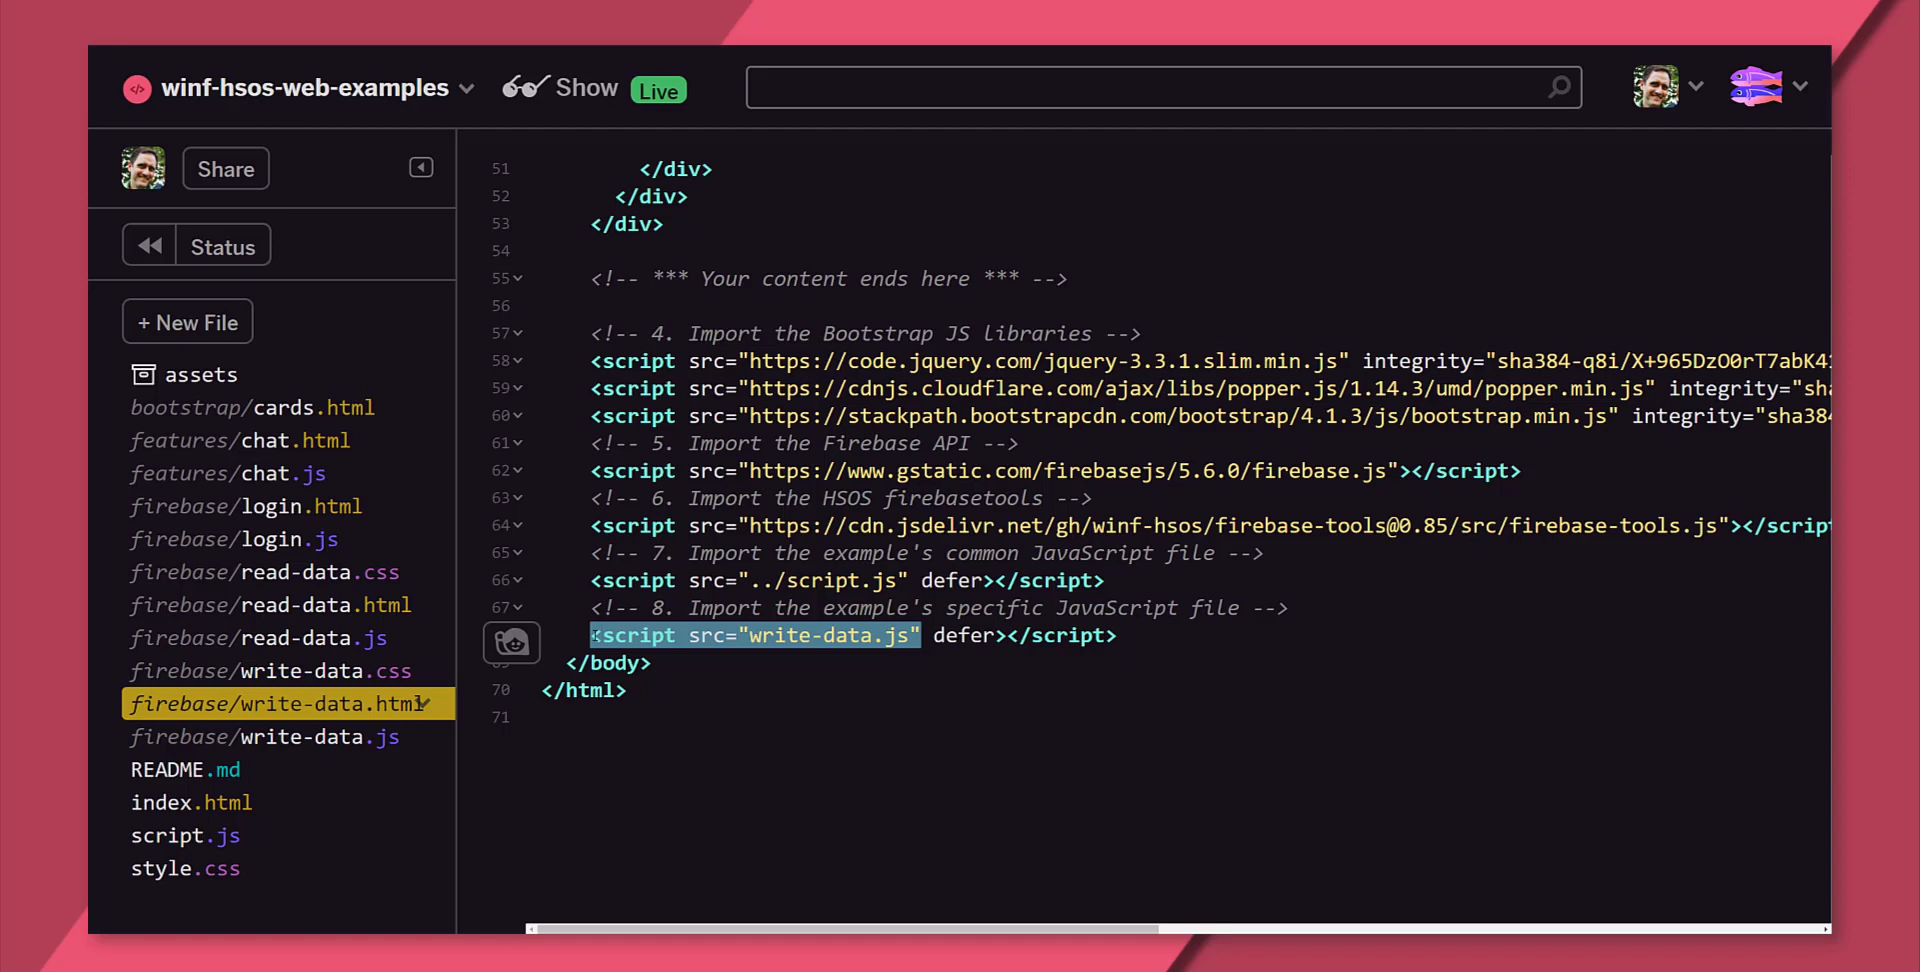 winf-hsos-web-examples
Show
Live
Share
Status
+ New File
assets
bootstrap/cards.html
features/chat.html
features/chat.js
firebase/login.html
firebase/login.js
firebase/read-data.css
firebase/read-data.html
firebase/read-data.js
firebase/write-data.css
firebase/write-data.html
firebase/write-data.js
README.md
index.html
script.js
style.css
51 </div>
52 </div>
53 </div>
54
55 <!-- *** Your content ends here *** -->
56
57 <!-- 4. Import the Bootstrap JS libraries -->
58 <script src="https://code.jquery.com/jquery-3.3.1.slim.min.js" integrity="sha384-q8i/X+965DzO0rT7abK41
59 <script src="https://cdnjs.cloudflare.com/ajax/libs/popper.js/1.14.3/umd/popper.min.js" integrity="sha
60 <script src="https://stackpath.bootstrapcdn.com/bootstrap/4.1.3/js/bootstrap.min.js" integrity="sha384
61 <!-- 5. Import the Firebase API -->
62 <script src="https://www.gstatic.com/firebasejs/5.6.0/firebase.js"></script>
63 <!-- 6. Import the HSOS firebasetools -->
64 <script src="https://cdn.jsdelivr.net/gh/winf-hsos/firebase-tools@0.85/src/firebase-tools.js"></script
65 <!-- 7. Import the example's common JavaScript file -->
66 <script src="../script.js" defer></script>
67 <!-- 8. Import the example's specific JavaScript file -->
<script src="write-data.js" defer></script>
</body>
70 </html>
71